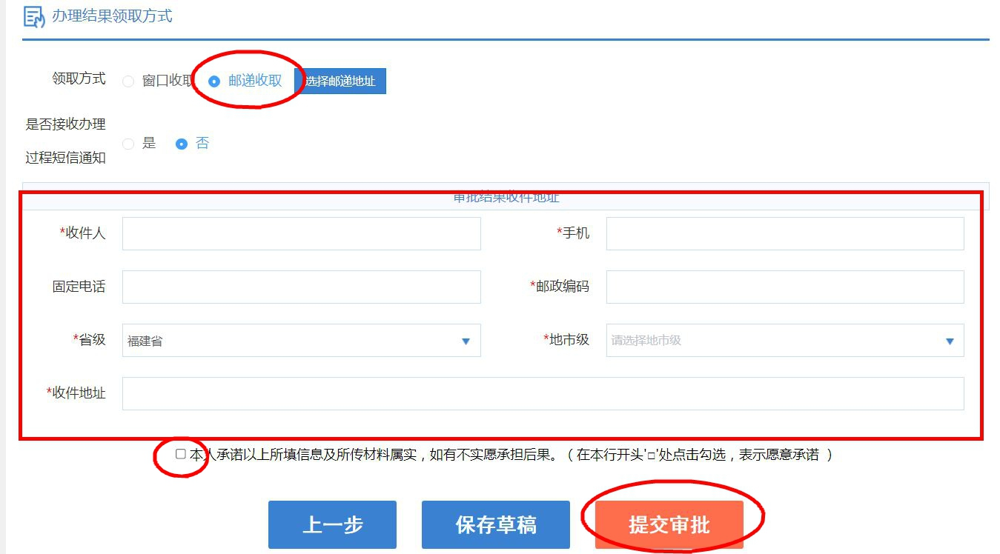 办理结果领取方式
领取方式 窗口收取 邮递收取 选择邮递地址
是否接收办理
过程短信通知 是 否
审批结果收件地址
*收件人 *手机
固定电话 *邮政编码
*省级 福建省 *地市级 请选择地市级
*收件地址
本人承诺以上所填信息及所传材料属实，如有不实愿承担后果。（在本行开头'□'处点击勾选，表示愿意承诺 ）
上一步 保存草稿 提交审批